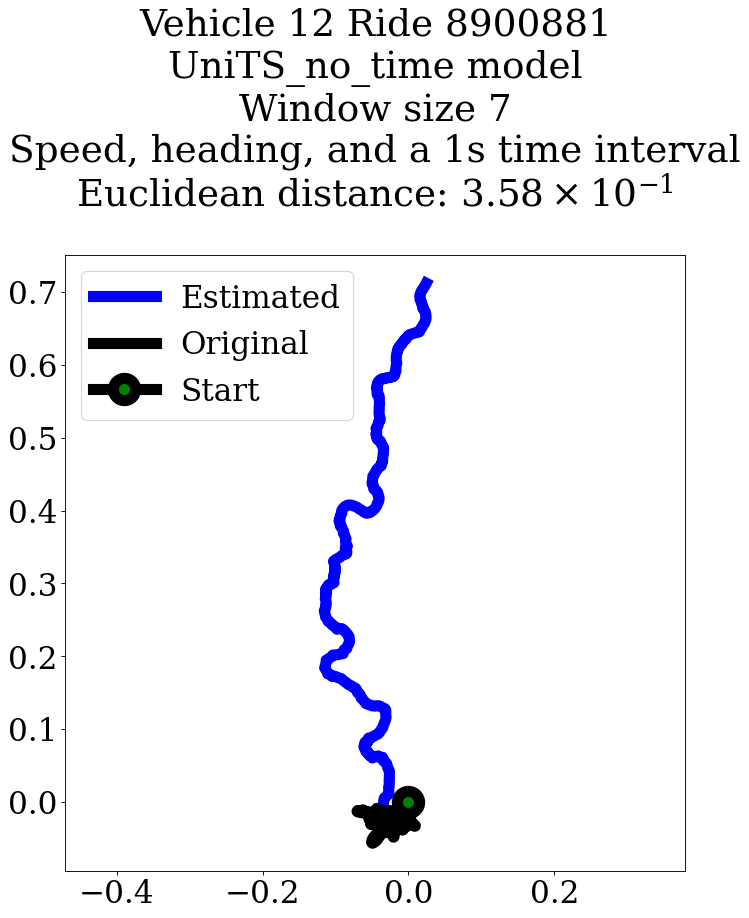 Vehicle 12 Ride 8900881
UniTS_no_time model
Window size 7
Speed, heading, and a 1s time interval
Euclidean distance: 3.58 × 10⁻¹
Estimated
Original
Start
0.7
0.6
0.5
0.4
0.3
0.2
0.1
0.0
−0.4
−0.2
0.0
0.2